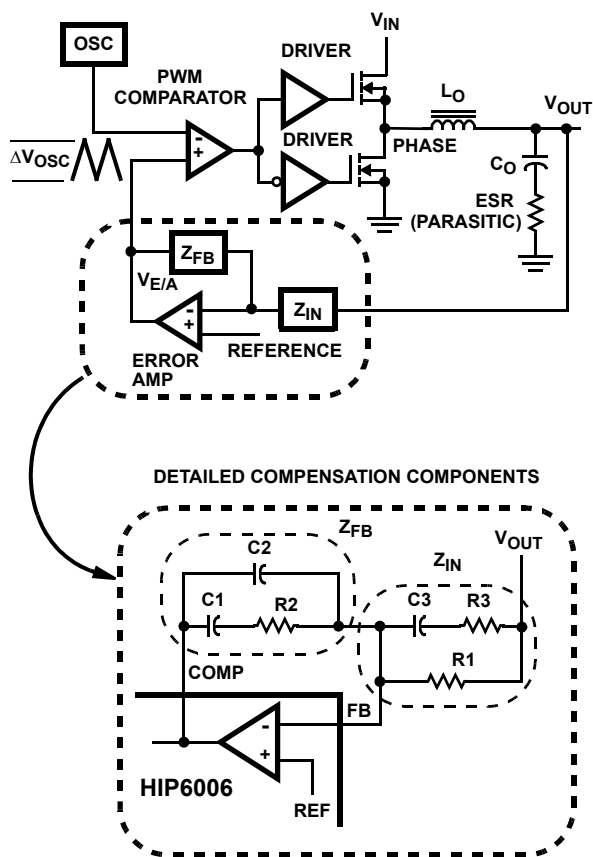 V_IN
OSC
DRIVER
PWM
COMPARATOR
-
+
L_O
V_OUT
DRIVER
PHASE
ΔV_OSC
C_O
ESR
(PARASITIC)
Z_FB
V_E/A
-
+
Z_IN
REFERENCE
ERROR
AMP
DETAILED COMPENSATION COMPONENTS
Z_FB
V_OUT
C2
Z_IN
C1
R2
C3
R3
R1
COMP
FB
-
+
HIP6006
REF